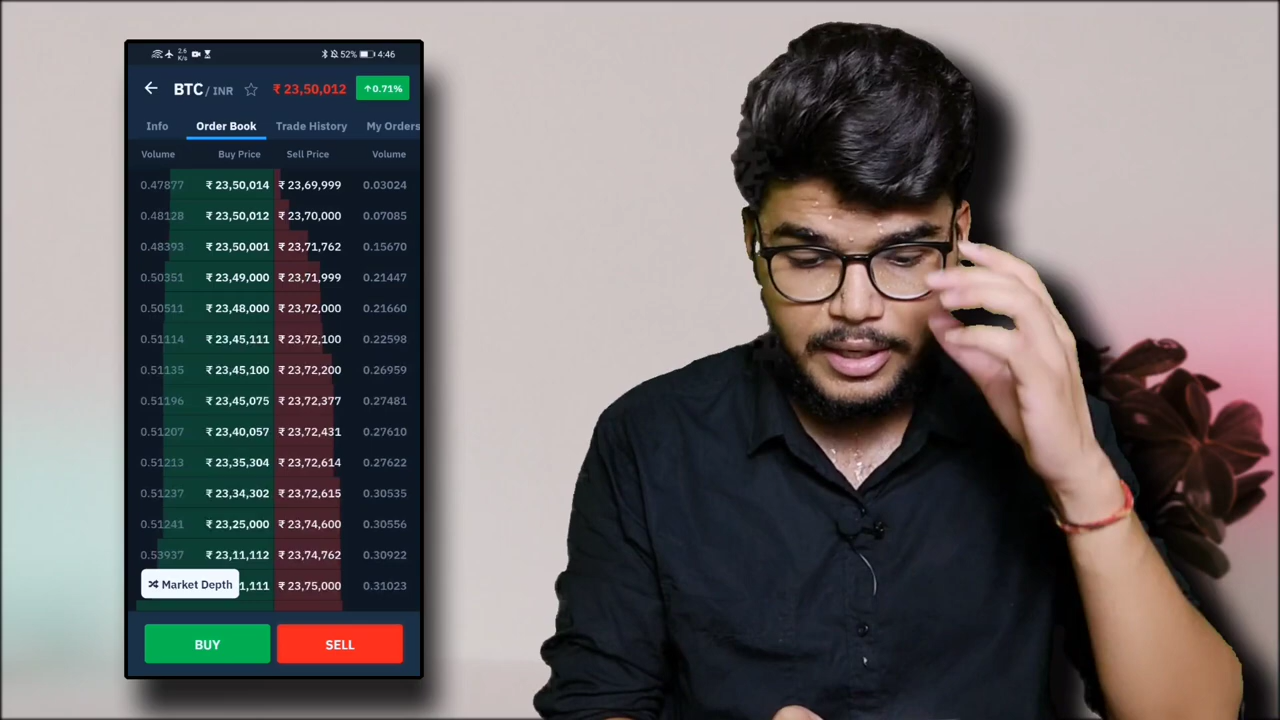 2.6 K/s 52% 4:46
BTC / INR ₹ 23,50,012 ↑0.71%
Info Order Book Trade History My Orders
Volume Buy Price Sell Price Volume
0.47877 ₹ 23,50,014 ₹ 23,69,999 0.03024
0.48128 ₹ 23,50,012 ₹ 23,70,000 0.07085
0.48393 ₹ 23,50,001 ₹ 23,71,762 0.15670
0.50351 ₹ 23,49,000 ₹ 23,71,999 0.21447
0.50511 ₹ 23,48,000 ₹ 23,72,000 0.21660
0.51114 ₹ 23,45,111 ₹ 23,72,100 0.22598
0.51135 ₹ 23,45,100 ₹ 23,72,200 0.26959
0.51196 ₹ 23,45,075 ₹ 23,72,377 0.27481
0.51207 ₹ 23,40,057 ₹ 23,72,431 0.27610
0.51213 ₹ 23,35,304 ₹ 23,72,614 0.27622
0.51237 ₹ 23,34,302 ₹ 23,72,615 0.30535
0.51241 ₹ 23,25,000 ₹ 23,74,600 0.30556
0.53937 ₹ 23,11,112 ₹ 23,74,762 0.30922
Market Depth 1,111 ₹ 23,75,000 0.31023
BUY SELL